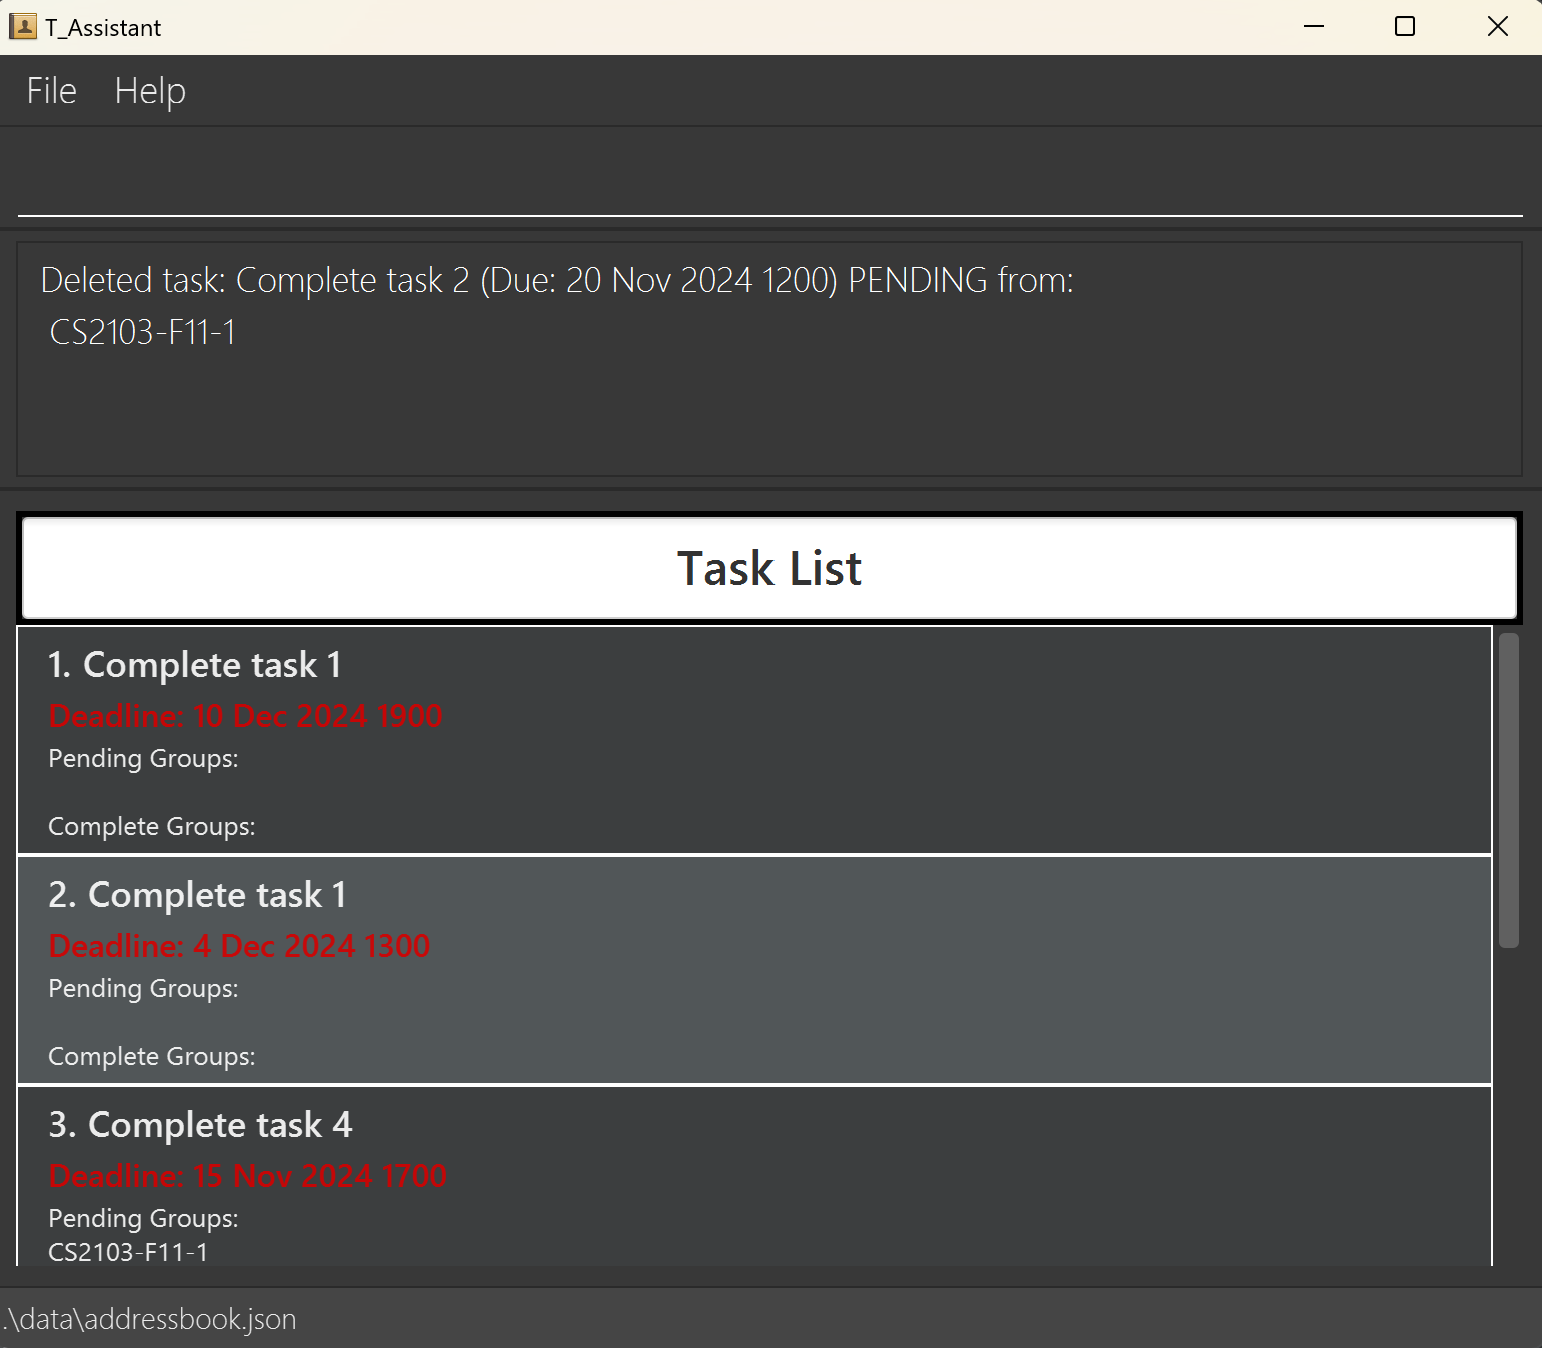 T_Assistant
File Help
Deleted task: Complete task 2 (Due: 20 Nov 2024 1200) PENDING from:
CS2103-F11-1
Task List
1. Complete task 1
Deadline: 10 Dec 2024 1900
Pending Groups:
Complete Groups:
2. Complete task 1
Deadline: 4 Dec 2024 1300
Pending Groups:
Complete Groups:
3. Complete task 4
Deadline: 15 Nov 2024 1700
Pending Groups:
CS2103-F11-1
.\data\addressbook.json